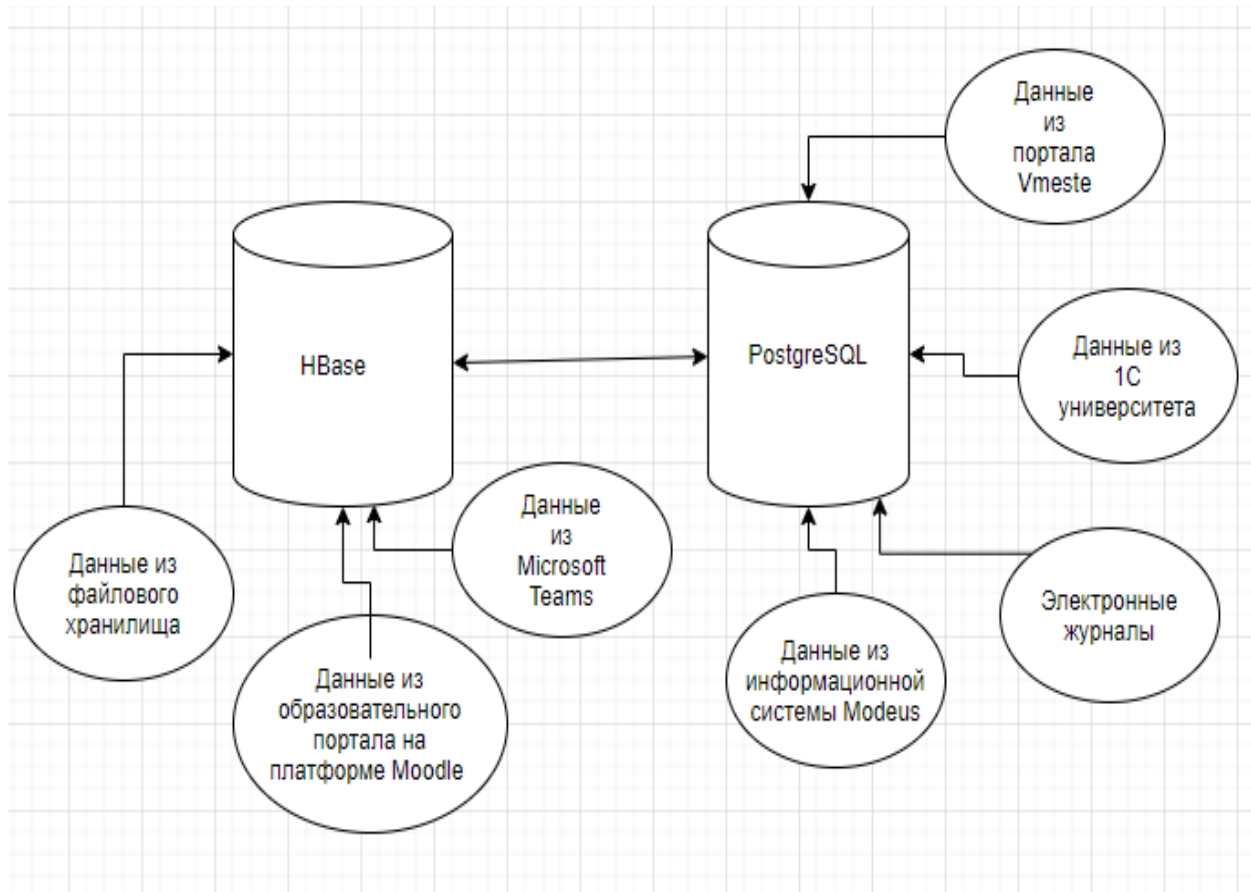 Данные
из
портала
Vmeste
HBase
PostgreSQL
Данные из
1С
университета
Данные
из
Microsoft
Teams
Данные из
файлового
хранилища
Электронные
журналы
Данные из
информационной
системы Modeus
Данные из
образовательного
портала на
платформе Moodle